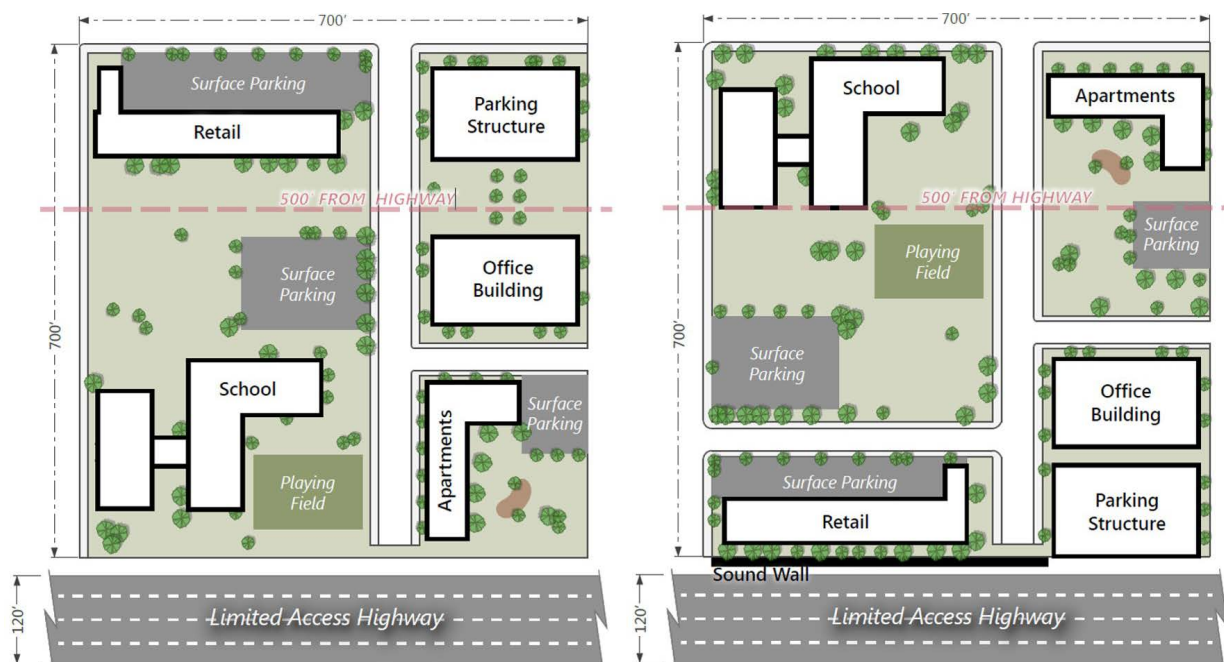 700'
700'
Surface Parking
Retail
Parking
Structure
500' FROM HIGHWAY
Surface
Parking
Office
Building
School
Apartments
Surface
Parking
Playing
Field
120'
Limited Access Highway
700'
700'
School
Apartments
500' FROM HIGHWAY
Surface
Parking
Playing
Field
Surface
Parking
Office
Building
Surface Parking
Retail
Parking
Structure
Sound Wall
120'
Limited Access Highway